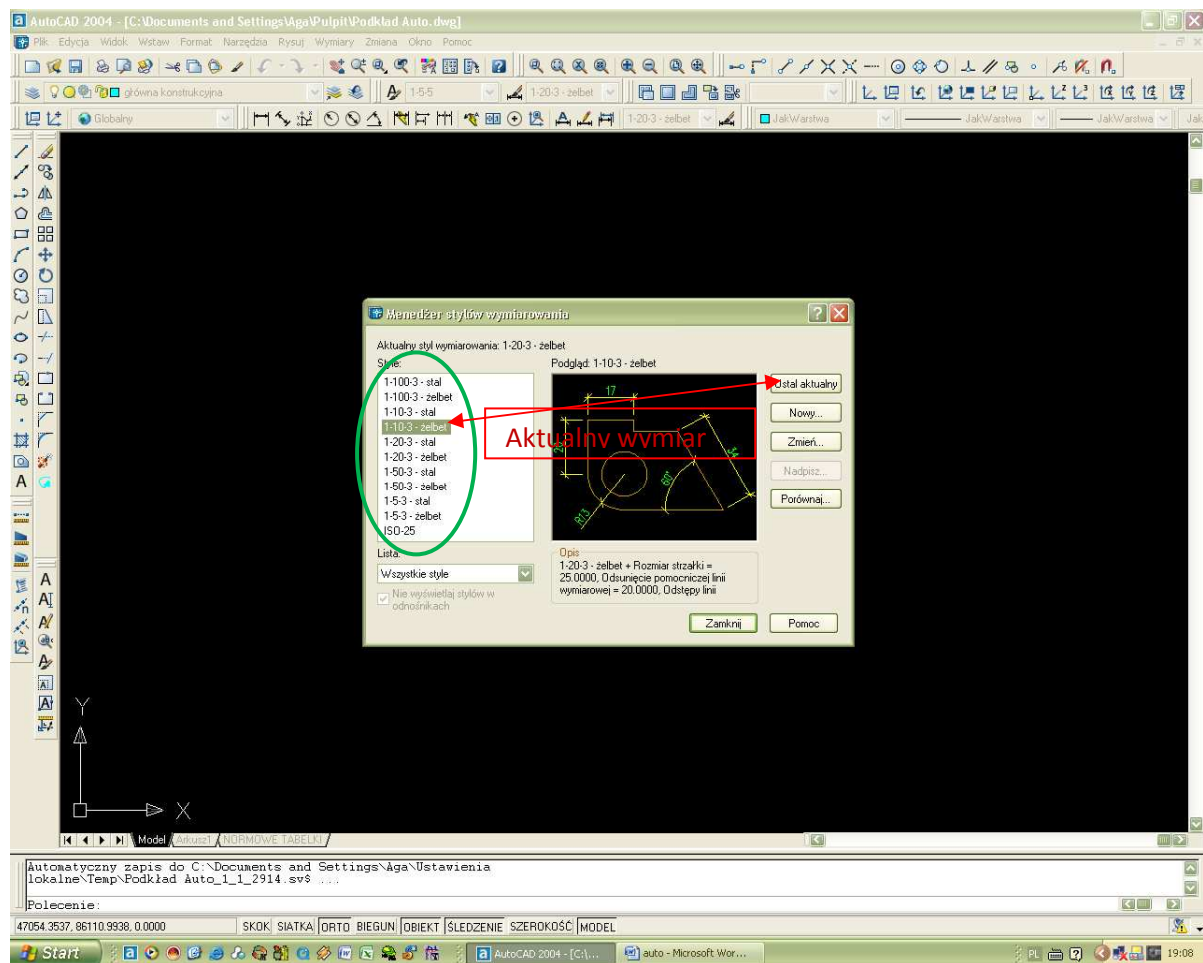 AutoCAD 2004 - [C:\Documents and Settings\Aga\Pulpit\Podkład Auto.dwg]
Plik Edycja Widok Wstaw Format Narzędzia Rysuj Wymiary Zmiana Okno Pomoc
główna konstrukcyjna 1-5-5 1-20-3 - żelbet
Globalny 1-20-3 - żelbet JakWarstwa JakWarstwa JakWarstwa Jak
Menedżer stylów wymiarowania
Aktualny styl wymiarowania: 1-20-3 - żelbet
Style:
1-100-3 - stal
1-100-3 - żelbet
1-10-3 - stal
1-10-3 - żelbet
1-20-3 - stal
1-20-3 - żelbet
1-50-3 - stal
1-50-3 - żelbet
1-5-3 - stal
1-5-3 - żelbet
ISO-25
Podgląd: 1-10-3 - żelbet
17
34
60°
R13
Aktualny wymiar
Ustal aktualny
Nowy...
Zmień...
Nadpisz...
Porównaj...
Lista:
Wszystkie style
Nie wyświetlaj stylów w
odnośnikach
Opis
1-20-3 - żelbet + Rozmiar strzałki =
25.0000, Odsunięcie pomocniczej linii
wymiarowej = 20.0000, Odstępy linii
Zamknij Pomoc
Y
X
Model Arkusz1 NORMOWE TABELKI
Automatyczny zapis do C:\Documents and Settings\Aga\Ustawienia
lokalne\Temp\Podkład Auto_1_1_2914.sv$ ...
Polecenie:
47054.3537, 86110.9938, 0.0000 SKOK SIATKA ORTO BIEGUN OBIEKT ŚLEDZENIE SZEROKOŚĆ MODEL
Start AutoCAD 2004 - [C:\... auto - Microsoft Wor... PL 19:08